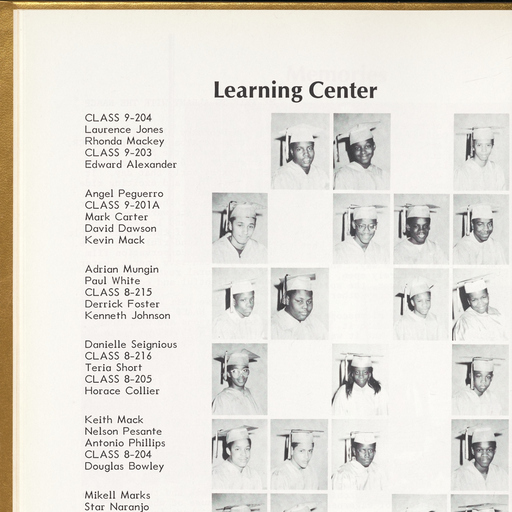 Learning Center
CLASS 9-204
Laurence Jones
Rhonda Mackey
CLASS 9-203
Edward Alexander
Angel Peguerro
CLASS 9-201A
Mark Carter
David Dawson
Kevin Mack
Adrian Mungin
Paul White
CLASS 8-215
Derrick Foster
Kenneth Johnson
Danielle Seignious
CLASS 8-216
Teria Short
CLASS 8-205
Horace Collier
Keith Mack
Nelson Pesante
Antonio Phillips
CLASS 8-204
Douglas Bowley
Mikell Marks
Star Naranjo